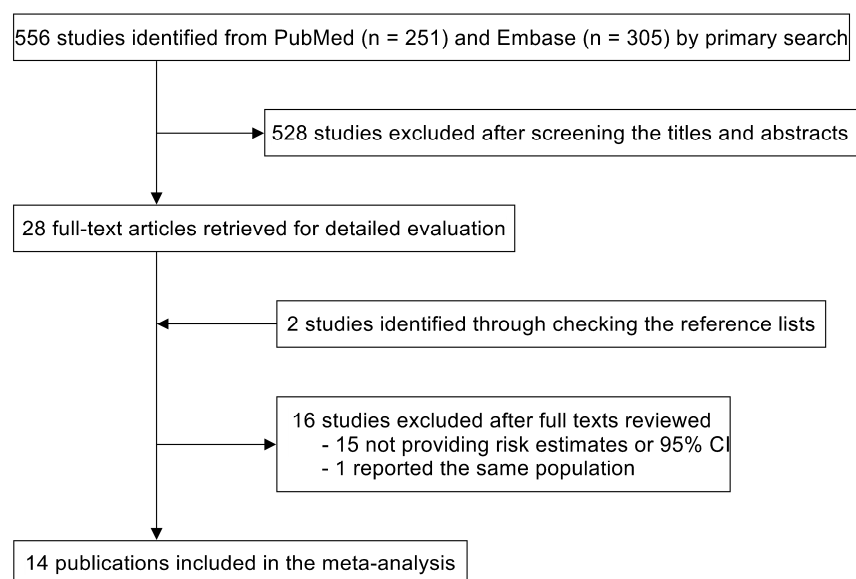 556 studies identified from PubMed (n = 251) and Embase (n = 305) by primary search
528 studies excluded after screening the titles and abstracts
28 full-text articles retrieved for detailed evaluation
2 studies identified through checking the reference lists
16 studies excluded after full texts reviewed
- 15 not providing risk estimates or 95% CI
- 1 reported the same population
14 publications included in the meta-analysis